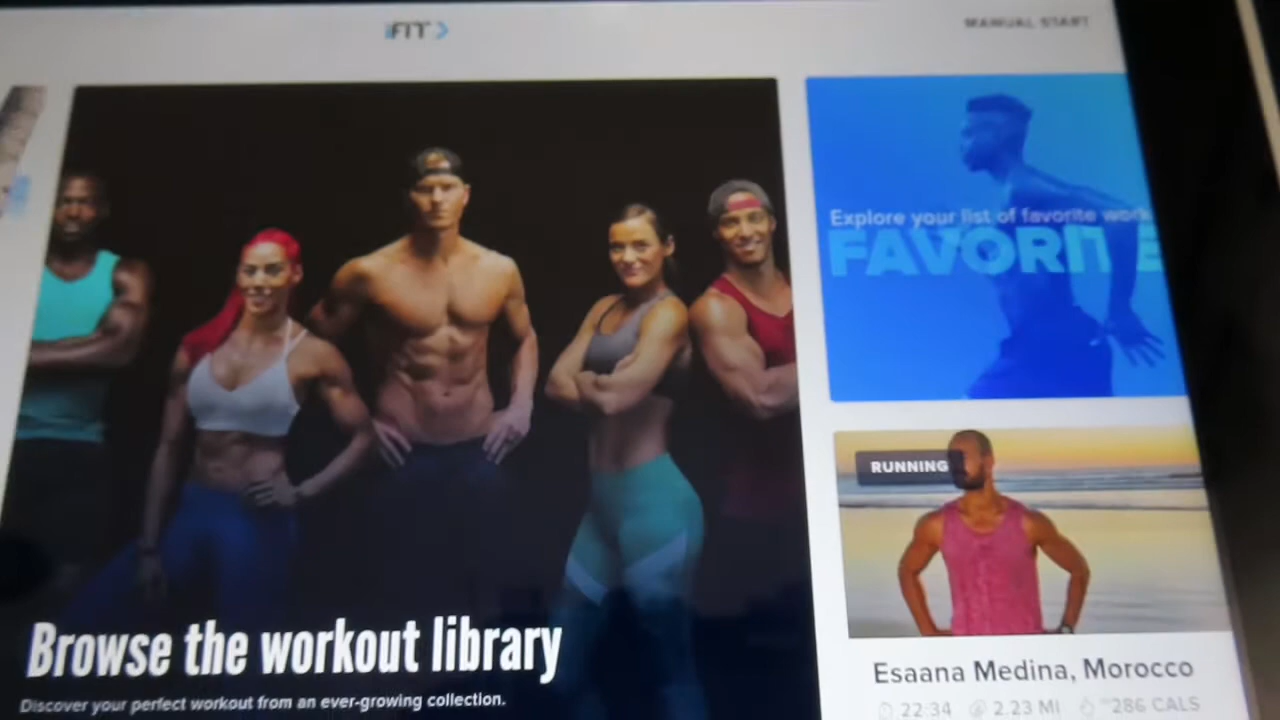 iFIT
MANUAL START
Explore your list of favorite work
FAVORITE
RUNNING
Browse the workout library
Discover your perfect workout from an ever-growing collection.
Esaana Medina, Morocco
22:34 2.23 MI 286 CALS